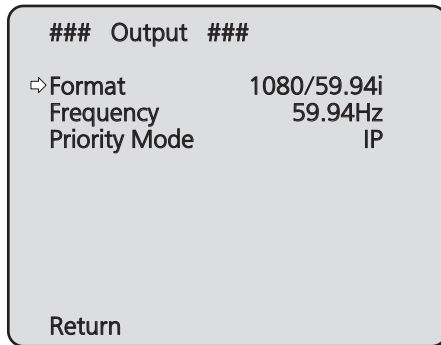 ### Output ###
⇨Format 1080/59.94i
Frequency 59.94Hz
Priority Mode IP
Return